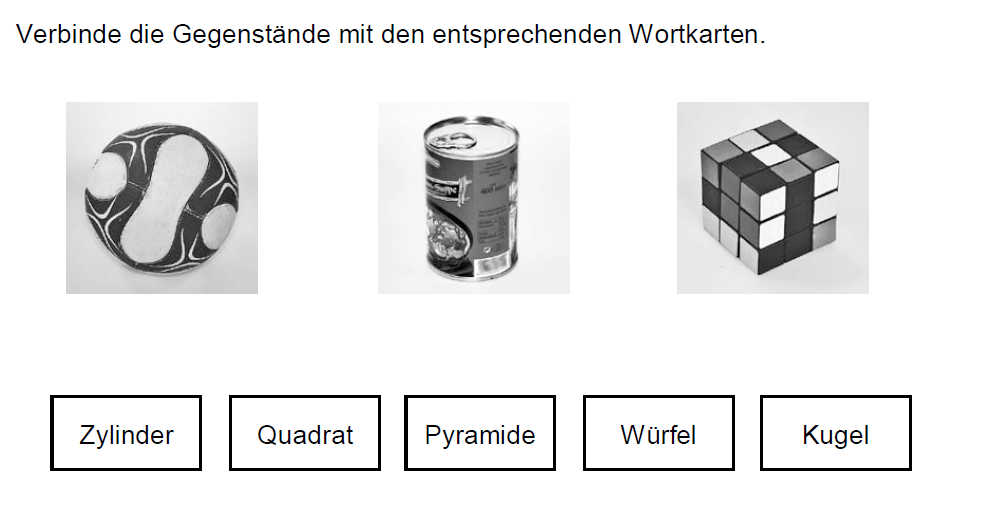 Verbinde die Gegenstände mit den entsprechenden Wortkarten.
Zylinder
Quadrat
Pyramide
Würfel
Kugel